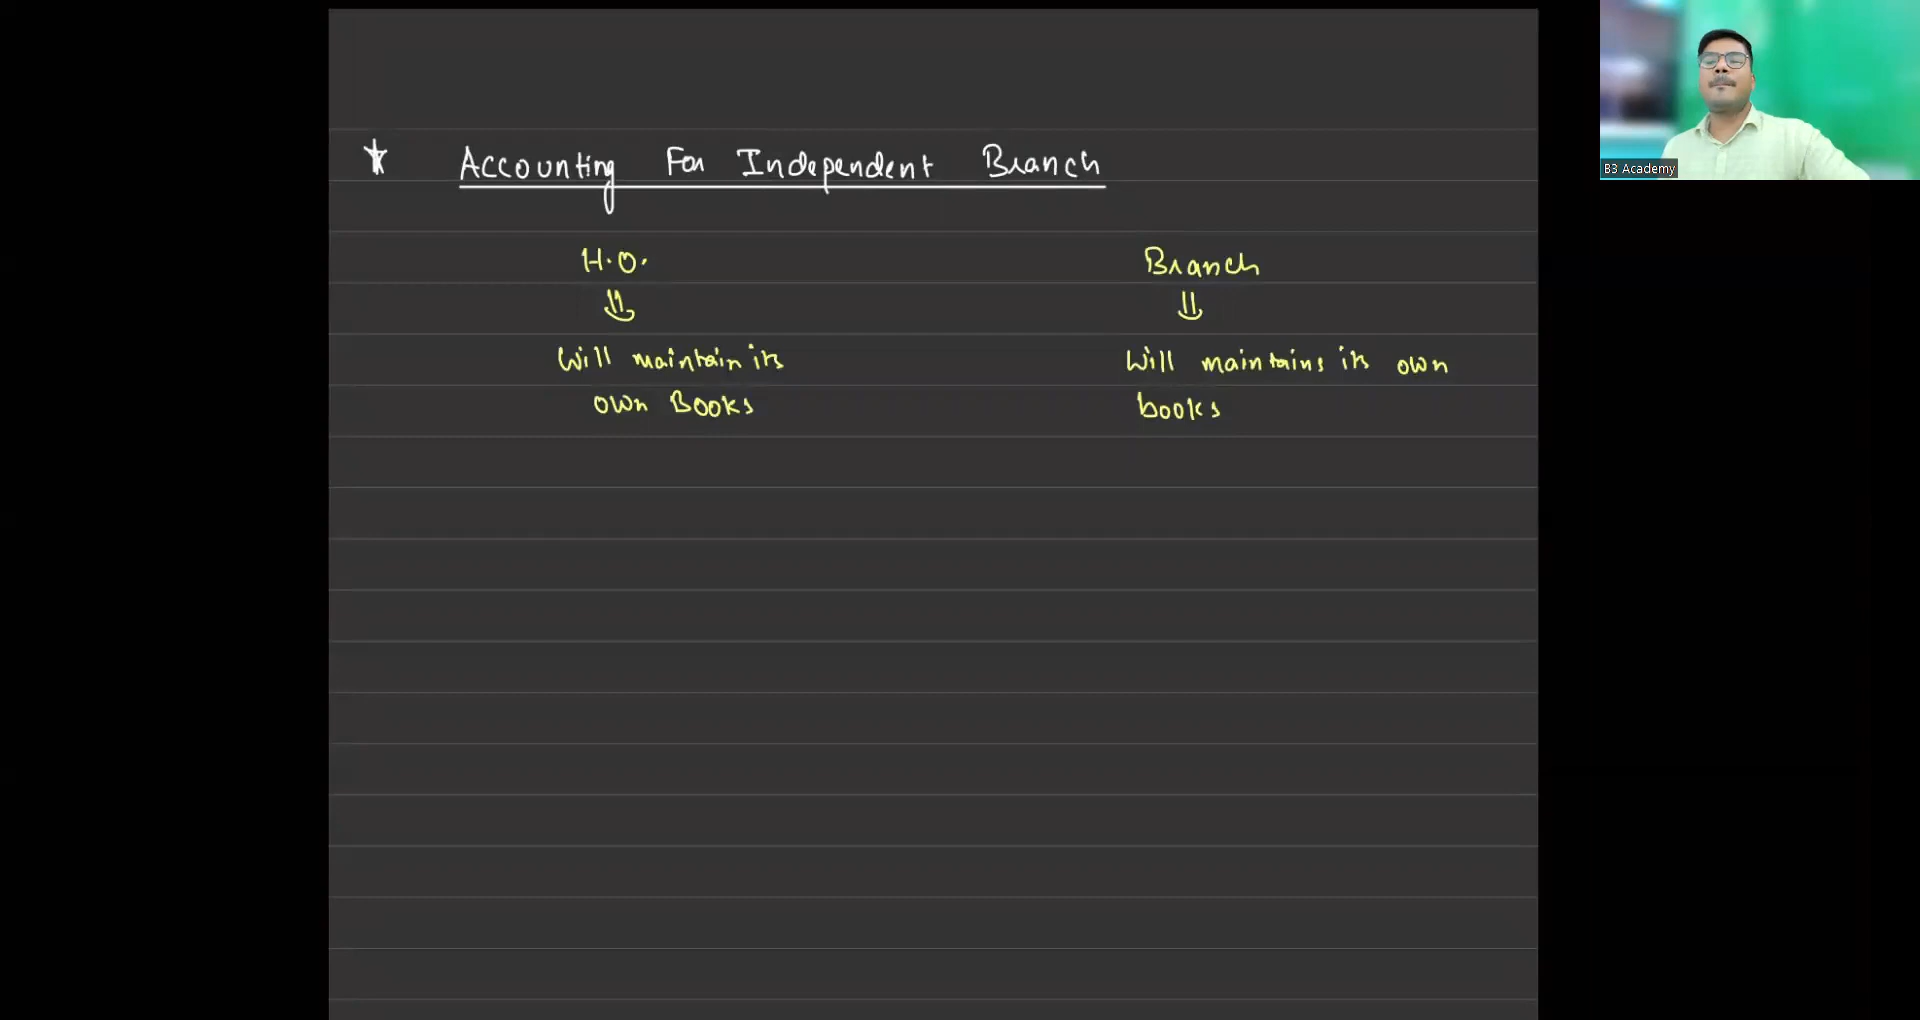 Accounting For Independent Branch
H.O.
Branch
Will maintain its
own Books
Will maintains its own
books
B3 Academy